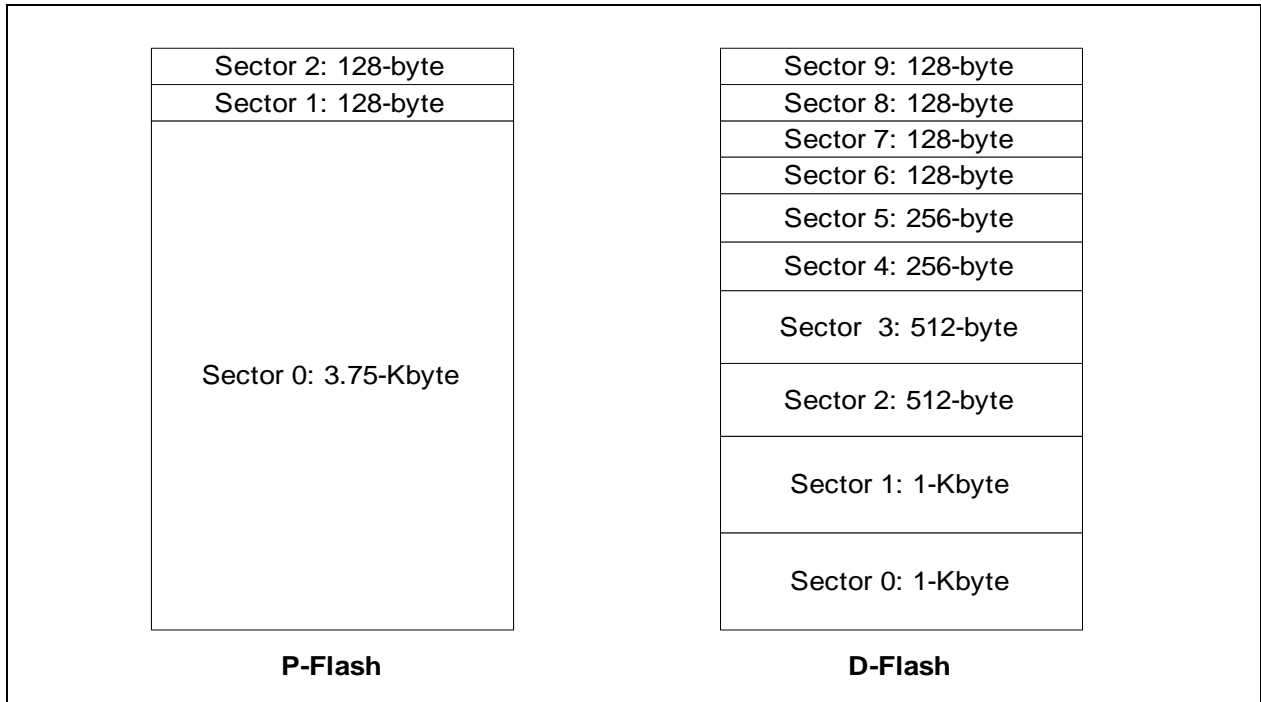 Sector 2: 128-byte
Sector 1: 128-byte
Sector 0: 3.75-Kbyte
P-Flash
Sector 9: 128-byte
Sector 8: 128-byte
Sector 7: 128-byte
Sector 6: 128-byte
Sector 5: 256-byte
Sector 4: 256-byte
Sector 3: 512-byte
Sector 2: 512-byte
Sector 1: 1-Kbyte
Sector 0: 1-Kbyte
D-Flash